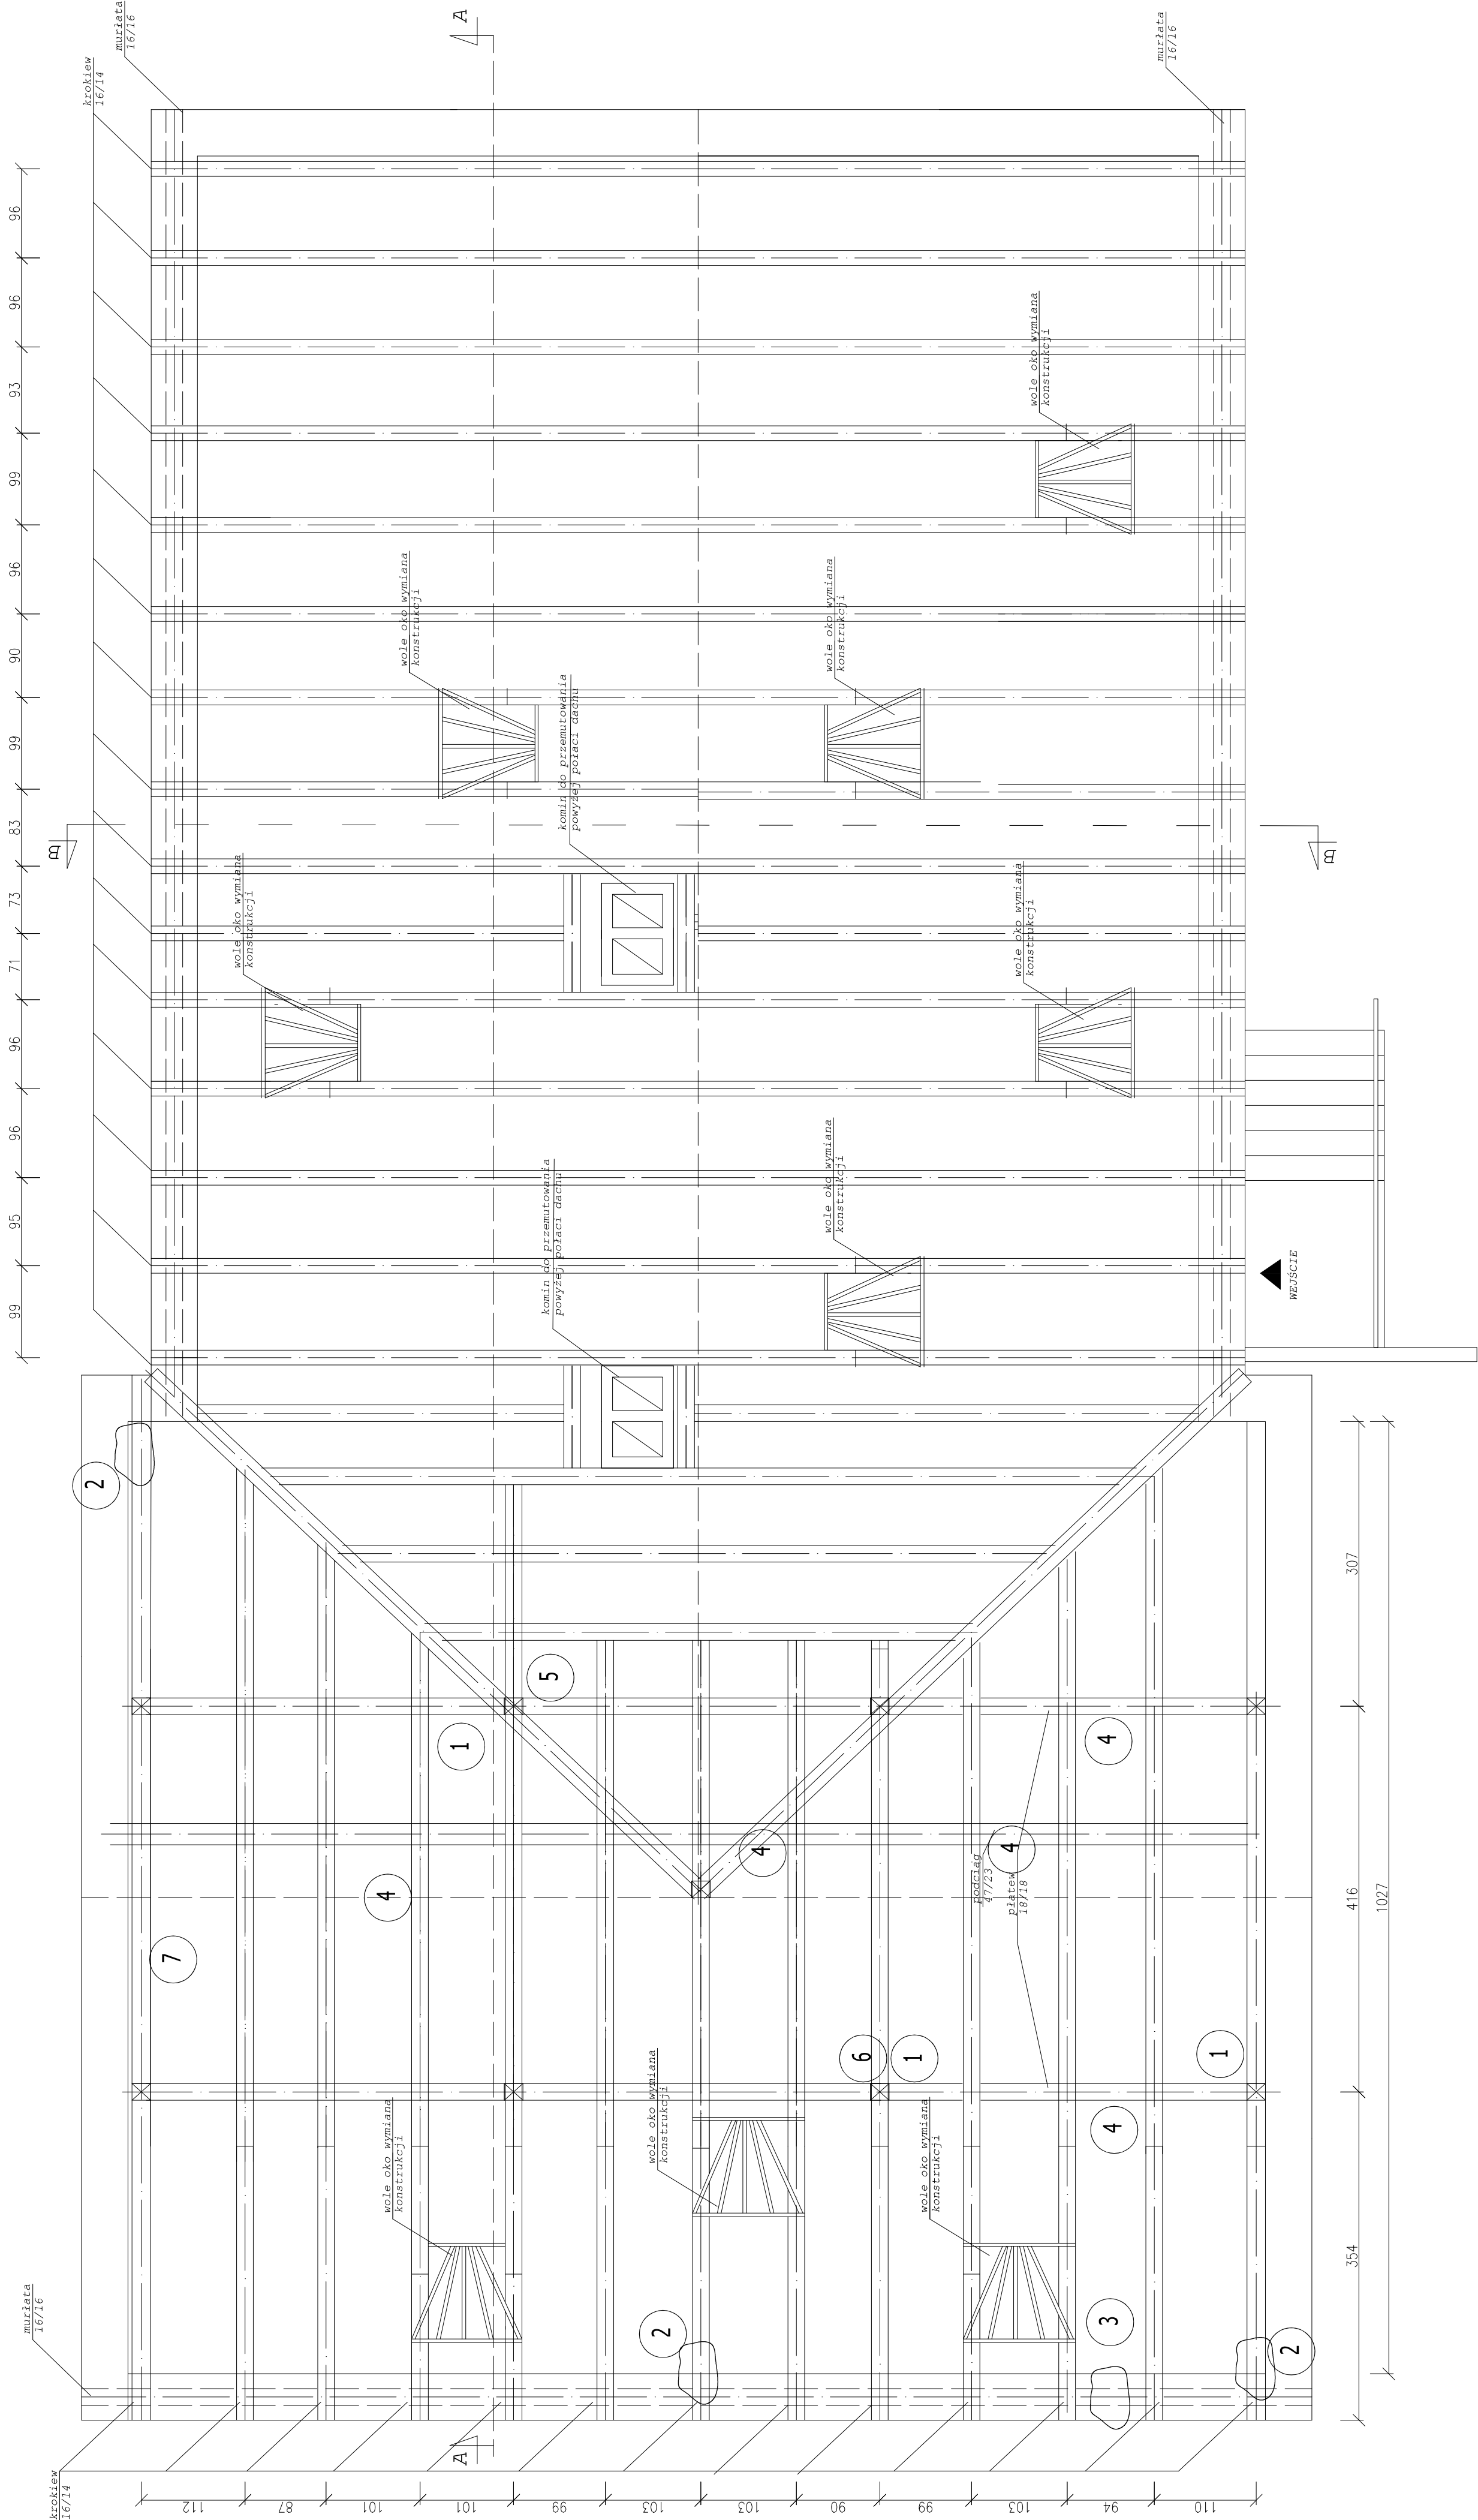 murłata
16/16
krokiew
16/14
A
murłata
16/16
96
96
93
99
96
90
99
83
73
71
96
96
95
99
wole oko wymiana
konstrukcji
wole oko wymiana
konstrukcji
wole oko wymiana
konstrukcji
komin do przemutowania
powyżej połaci dachu
B
B
wole oko wymiana
konstrukcji
wole oko wymiana
konstrukcji
wole oko wymiana
konstrukcji
komin do przemutowania
powyżej połaci dachu
WEJŚCIE
2
5
1
4
4
4
4
podciąg
47/23
płatew
18/18
7
6
1
1
4
wole oko wymiana
konstrukcji
wole oko wymiana
konstrukcji
wole oko wymiana
konstrukcji
2
3
2
307
416
354
1027
murłata
16/16
A
krokiew
16/14
112
87
101
101
99
103
103
90
99
103
94
110